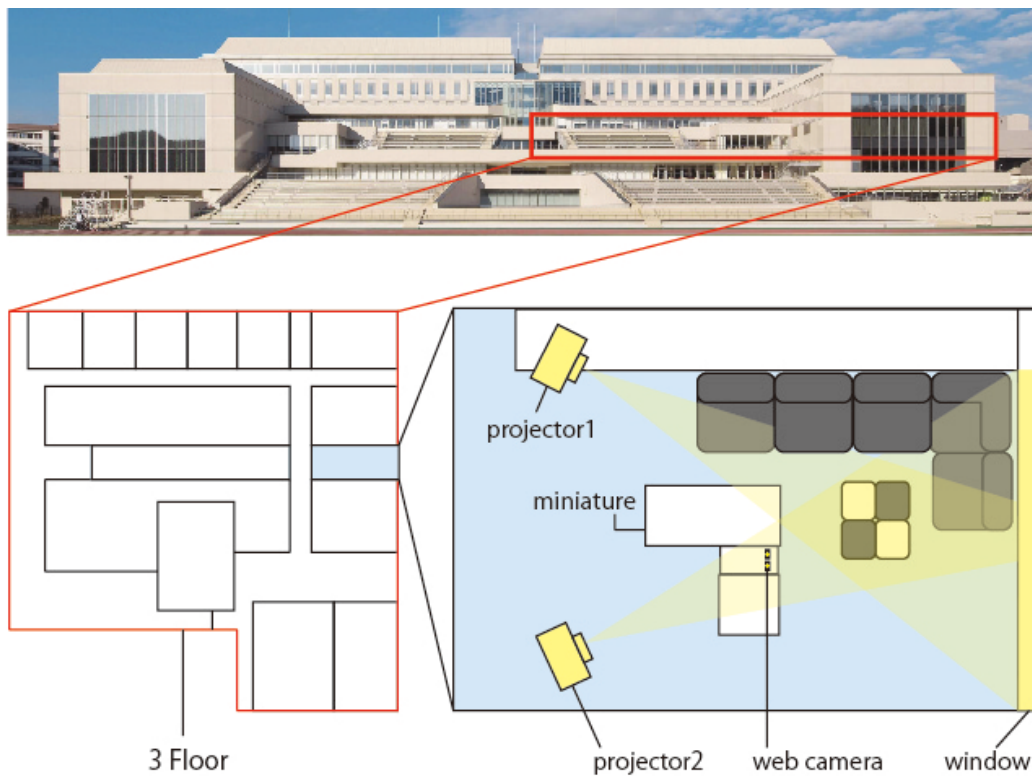 projector1
miniature
3 Floor
projector2
web camera
window